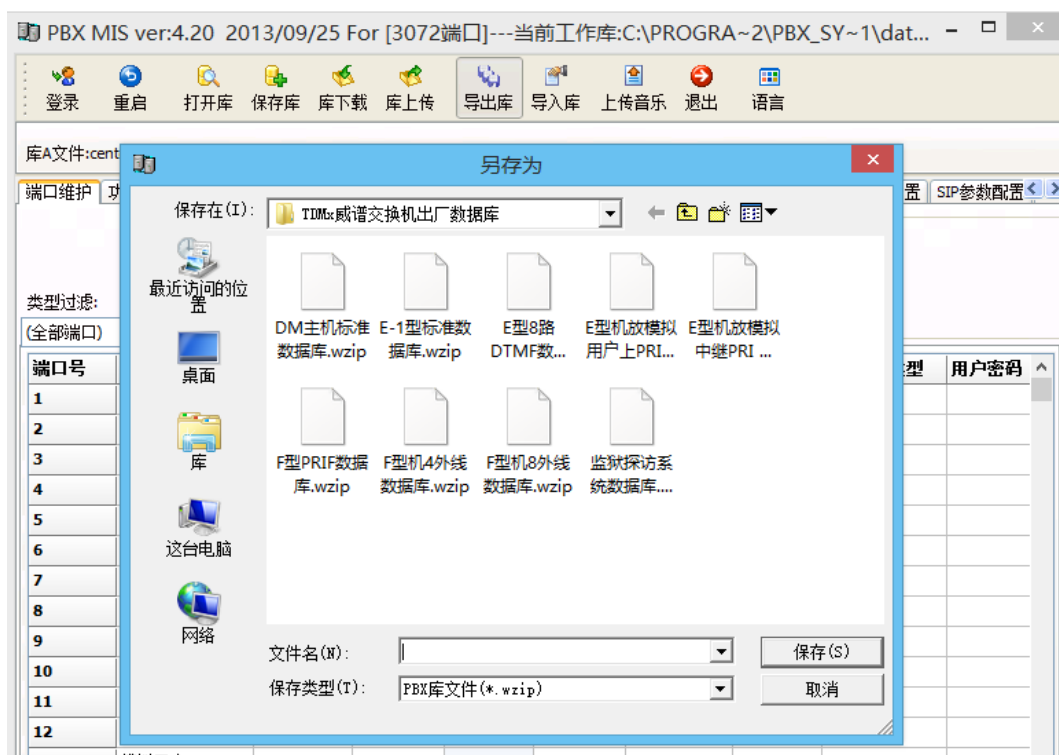 PBX MIS ver:4.20 2013/09/25 For [3072端口]---当前工作库:C:\PROGRA~2\PBX_SY~1\dat...
登录 重启 打开库 保存库 库下载 库上传 导出库 导入库 上传音乐 退出 语言
库A文件:cent
另存为
端口维护
置 SIP参数配置
保存在(I): TDMx威谱交换机出厂数据库
最近访问的位
置
类型过滤:
(全部端口)
DM主机标准 E-1型标准数 E型8路 E型机放模拟 E型机放模拟
数据库.wzip 据库.wzip DTMF数... 用户上PRI... 中继PRI ...
端口号
型 用户密码
桌面
1
2
3
4
5
6
7
8
9
10
11
12
库
F型PRIF数据 F型机4外线 F型机8外线 监狱探访系
库.wzip 数据库.wzip 数据库.wzip 统数据库....
这台电脑
网络
文件名(N): 保存(S)
保存类型(T): PBX库文件(*.wzip) 取消